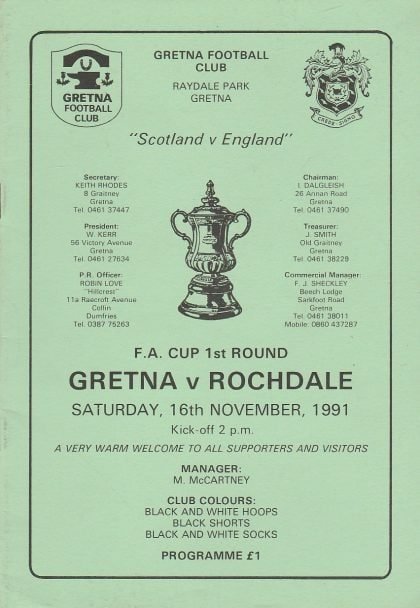 GRETNA
FOOTBALL
CLUB
GRETNA FOOTBALL
CLUB
RAYDALE PARK
GRETNA
CREDE SIGNO
"Scotland v England"
Secretary:
KEITH RHODES
8 Graitney
Gretna
Tel. 0461 37447
President:
W. KERR
56 Victory Avenue
Gretna
Tel. 0461 27634
P.R. Officer:
ROBIN LOVE
"Hillcrest"
11a Raecroft Avenue
Collin
Dumfries
Tel. 0387 75263
Chairman:
I. DALGLEISH
26 Annan Road
Gretna
Tel. 0461 37490
Treasurer:
J. SMITH
Old Graitney
Gretna
Tel. 0461 38229
Commercial Manager:
F. J. SHECKLEY
Beech Lodge
Sarkfoot Road
Gretna
Tel. 0461 38011
Mobile: 0860 437287
F.A. CUP 1st ROUND
GRETNA v ROCHDALE
SATURDAY, 16th NOVEMBER, 1991
Kick-off 2 p.m.
A VERY WARM WELCOME TO ALL SUPPORTERS AND VISITORS
MANAGER:
M. McCARTNEY
CLUB COLOURS:
BLACK AND WHITE HOOPS
BLACK SHORTS
BLACK AND WHITE SOCKS
PROGRAMME £1